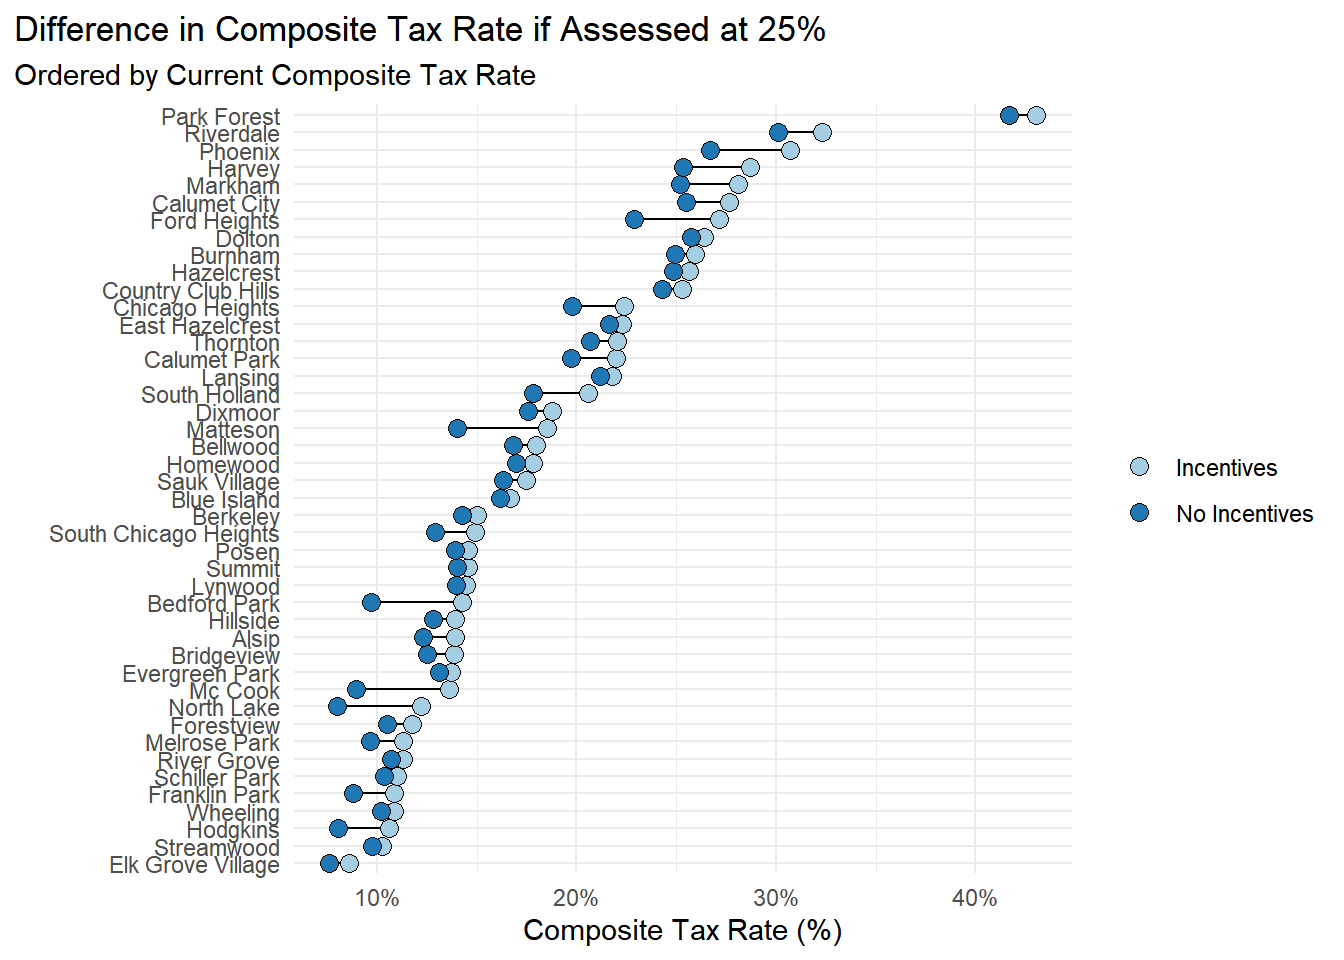 Difference in Composite Tax Rate if Assessed at 25%
Ordered by Current Composite Tax Rate
Park Forest
Riverdale
Phoenix
Harvey
Markham
Calumet City
Ford Heights
Dolton
Burnham
Hazelcrest
Country Club Hills
Chicago Heights
East Hazelcrest
Thornton
Calumet Park
Lansing
South Holland
Dixmoor
Matteson
Bellwood
Homewood
Sauk Village
Blue Island
Berkeley
South Chicago Heights
Posen
Summit
Lynwood
Bedford Park
Hillside
Alsip
Bridgeview
Evergreen Park
Mc Cook
North Lake
Forestview
Melrose Park
River Grove
Schiller Park
Franklin Park
Wheeling
Hodgkins
Streamwood
Elk Grove Village
10% 20% 30% 40%
Composite Tax Rate (%)
Incentives
No Incentives